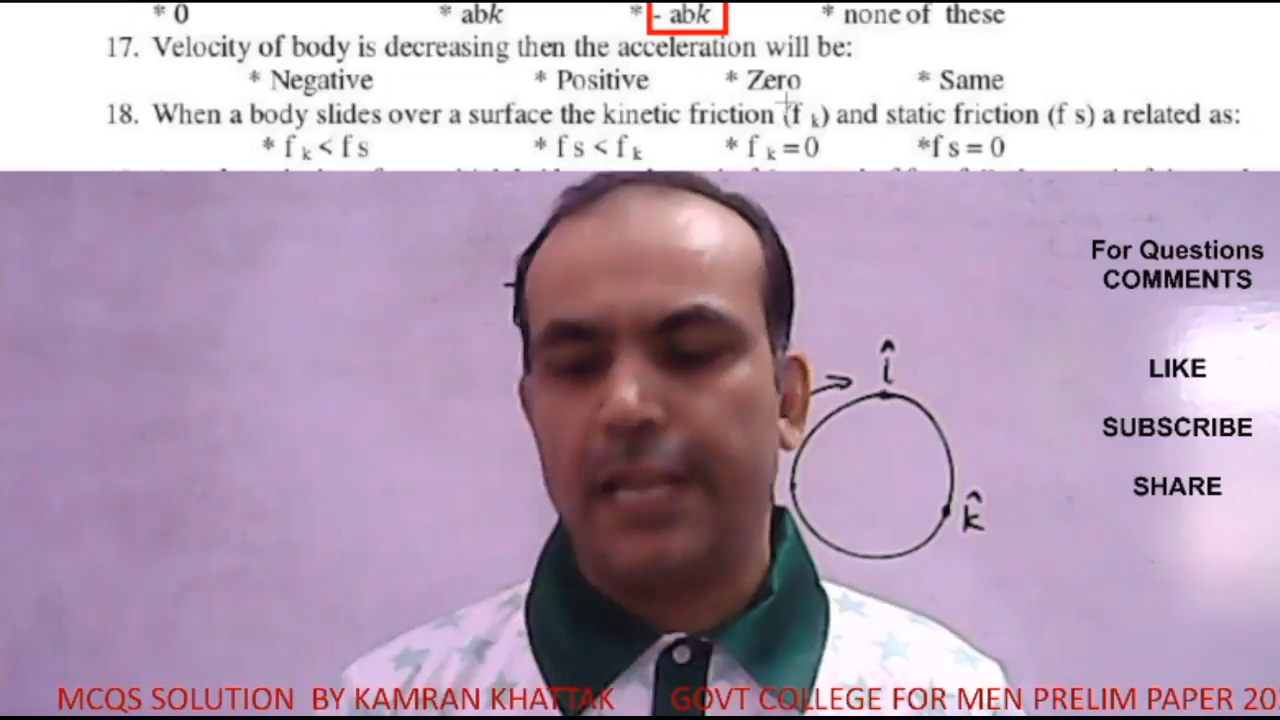 * 0 * abk * - abk * none of these
17. Velocity of body is decreasing then the acceleration will be:
* Negative * Positive * Zero * Same
18. When a body slides over a surface the kinetic friction (f k) and static friction (f s) a related as:
* f k < f s * f s < f k * f k = 0 *f s = 0
For Questions
COMMENTS
î
LIKE
SUBSCRIBE
SHARE
k̂
MCQS SOLUTION BY KAMRAN KHATTAK GOVT COLLEGE FOR MEN PRELIM PAPER 20